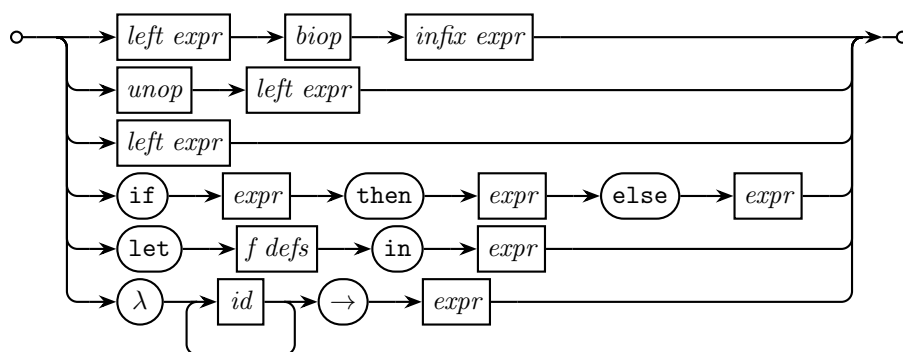 left expr biop infix expr
unop left expr
left expr
if expr then expr else expr
let f defs in expr
λ id → expr